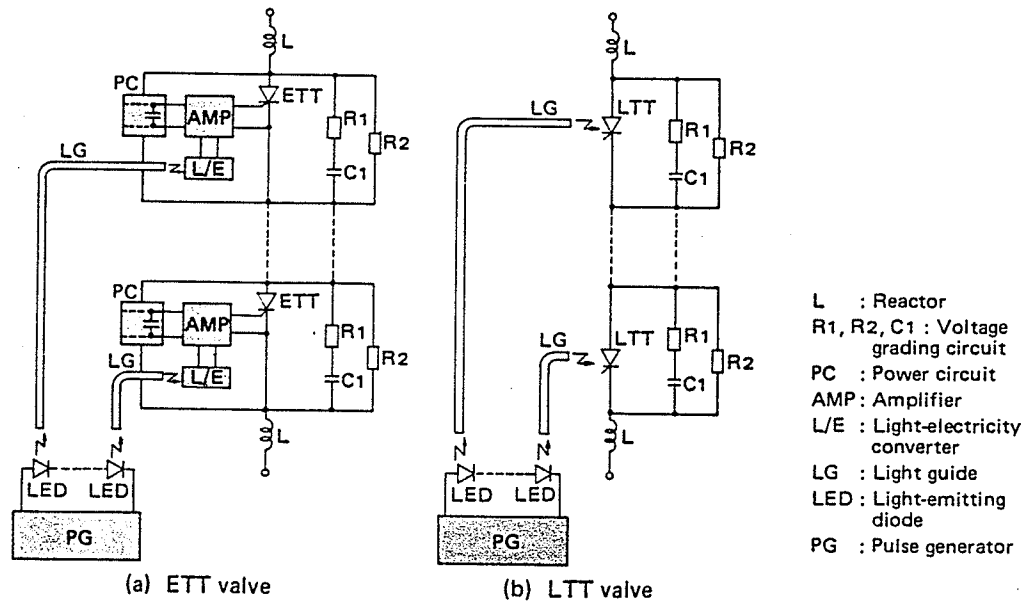 L
PC
ETT
AMP
R1
R2
LG
L/E
C1
PC
ETT
AMP
R1
R2
LG
L/E
C1
L
LED LED
PG
(a) ETT valve
L
LG
LTT
R1
R2
C1
LTT
R1
LG
R2
C1
L
LED LED
PG
(b) LTT valve
L : Reactor
R1, R2, C1 : Voltage
grading circuit
PC : Power circuit
AMP : Amplifier
L/E : Light-electricity
converter
LG : Light guide
LED : Light-emitting
diode
PG : Pulse generator